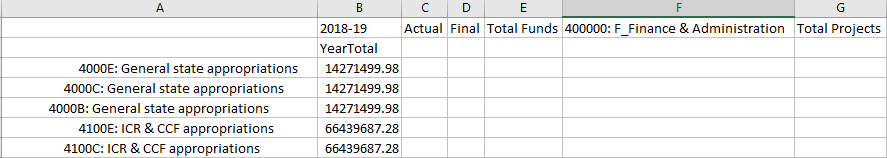 A B C D E F G
2018-19 Actual Final Total Funds 400000: F_Finance & Administration Total Projects
YearTotal
4000E: General state appropriations 14271499.98
4000C: General state appropriations 14271499.98
4000B: General state appropriations 14271499.98
4100E: ICR & CCF appropriations 66439687.28
4100C: ICR & CCF appropriations 66439687.28